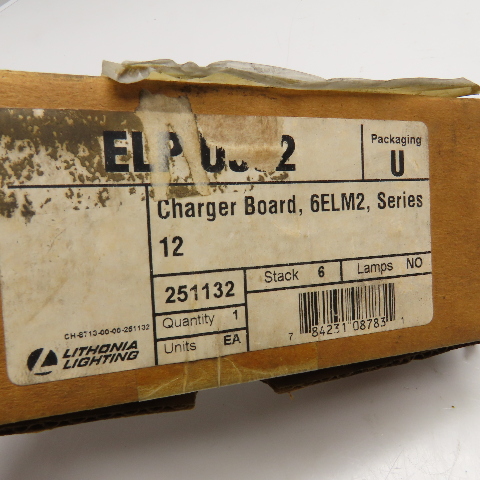 Packaging
U
Charger Board, 6ELM2, Series
12
251132
Stack 6
Lamps NO
Quantity 1
Units EA
CH-6713-00-00-251132
LITHONIA
LIGHTING
7 84231 08783 1